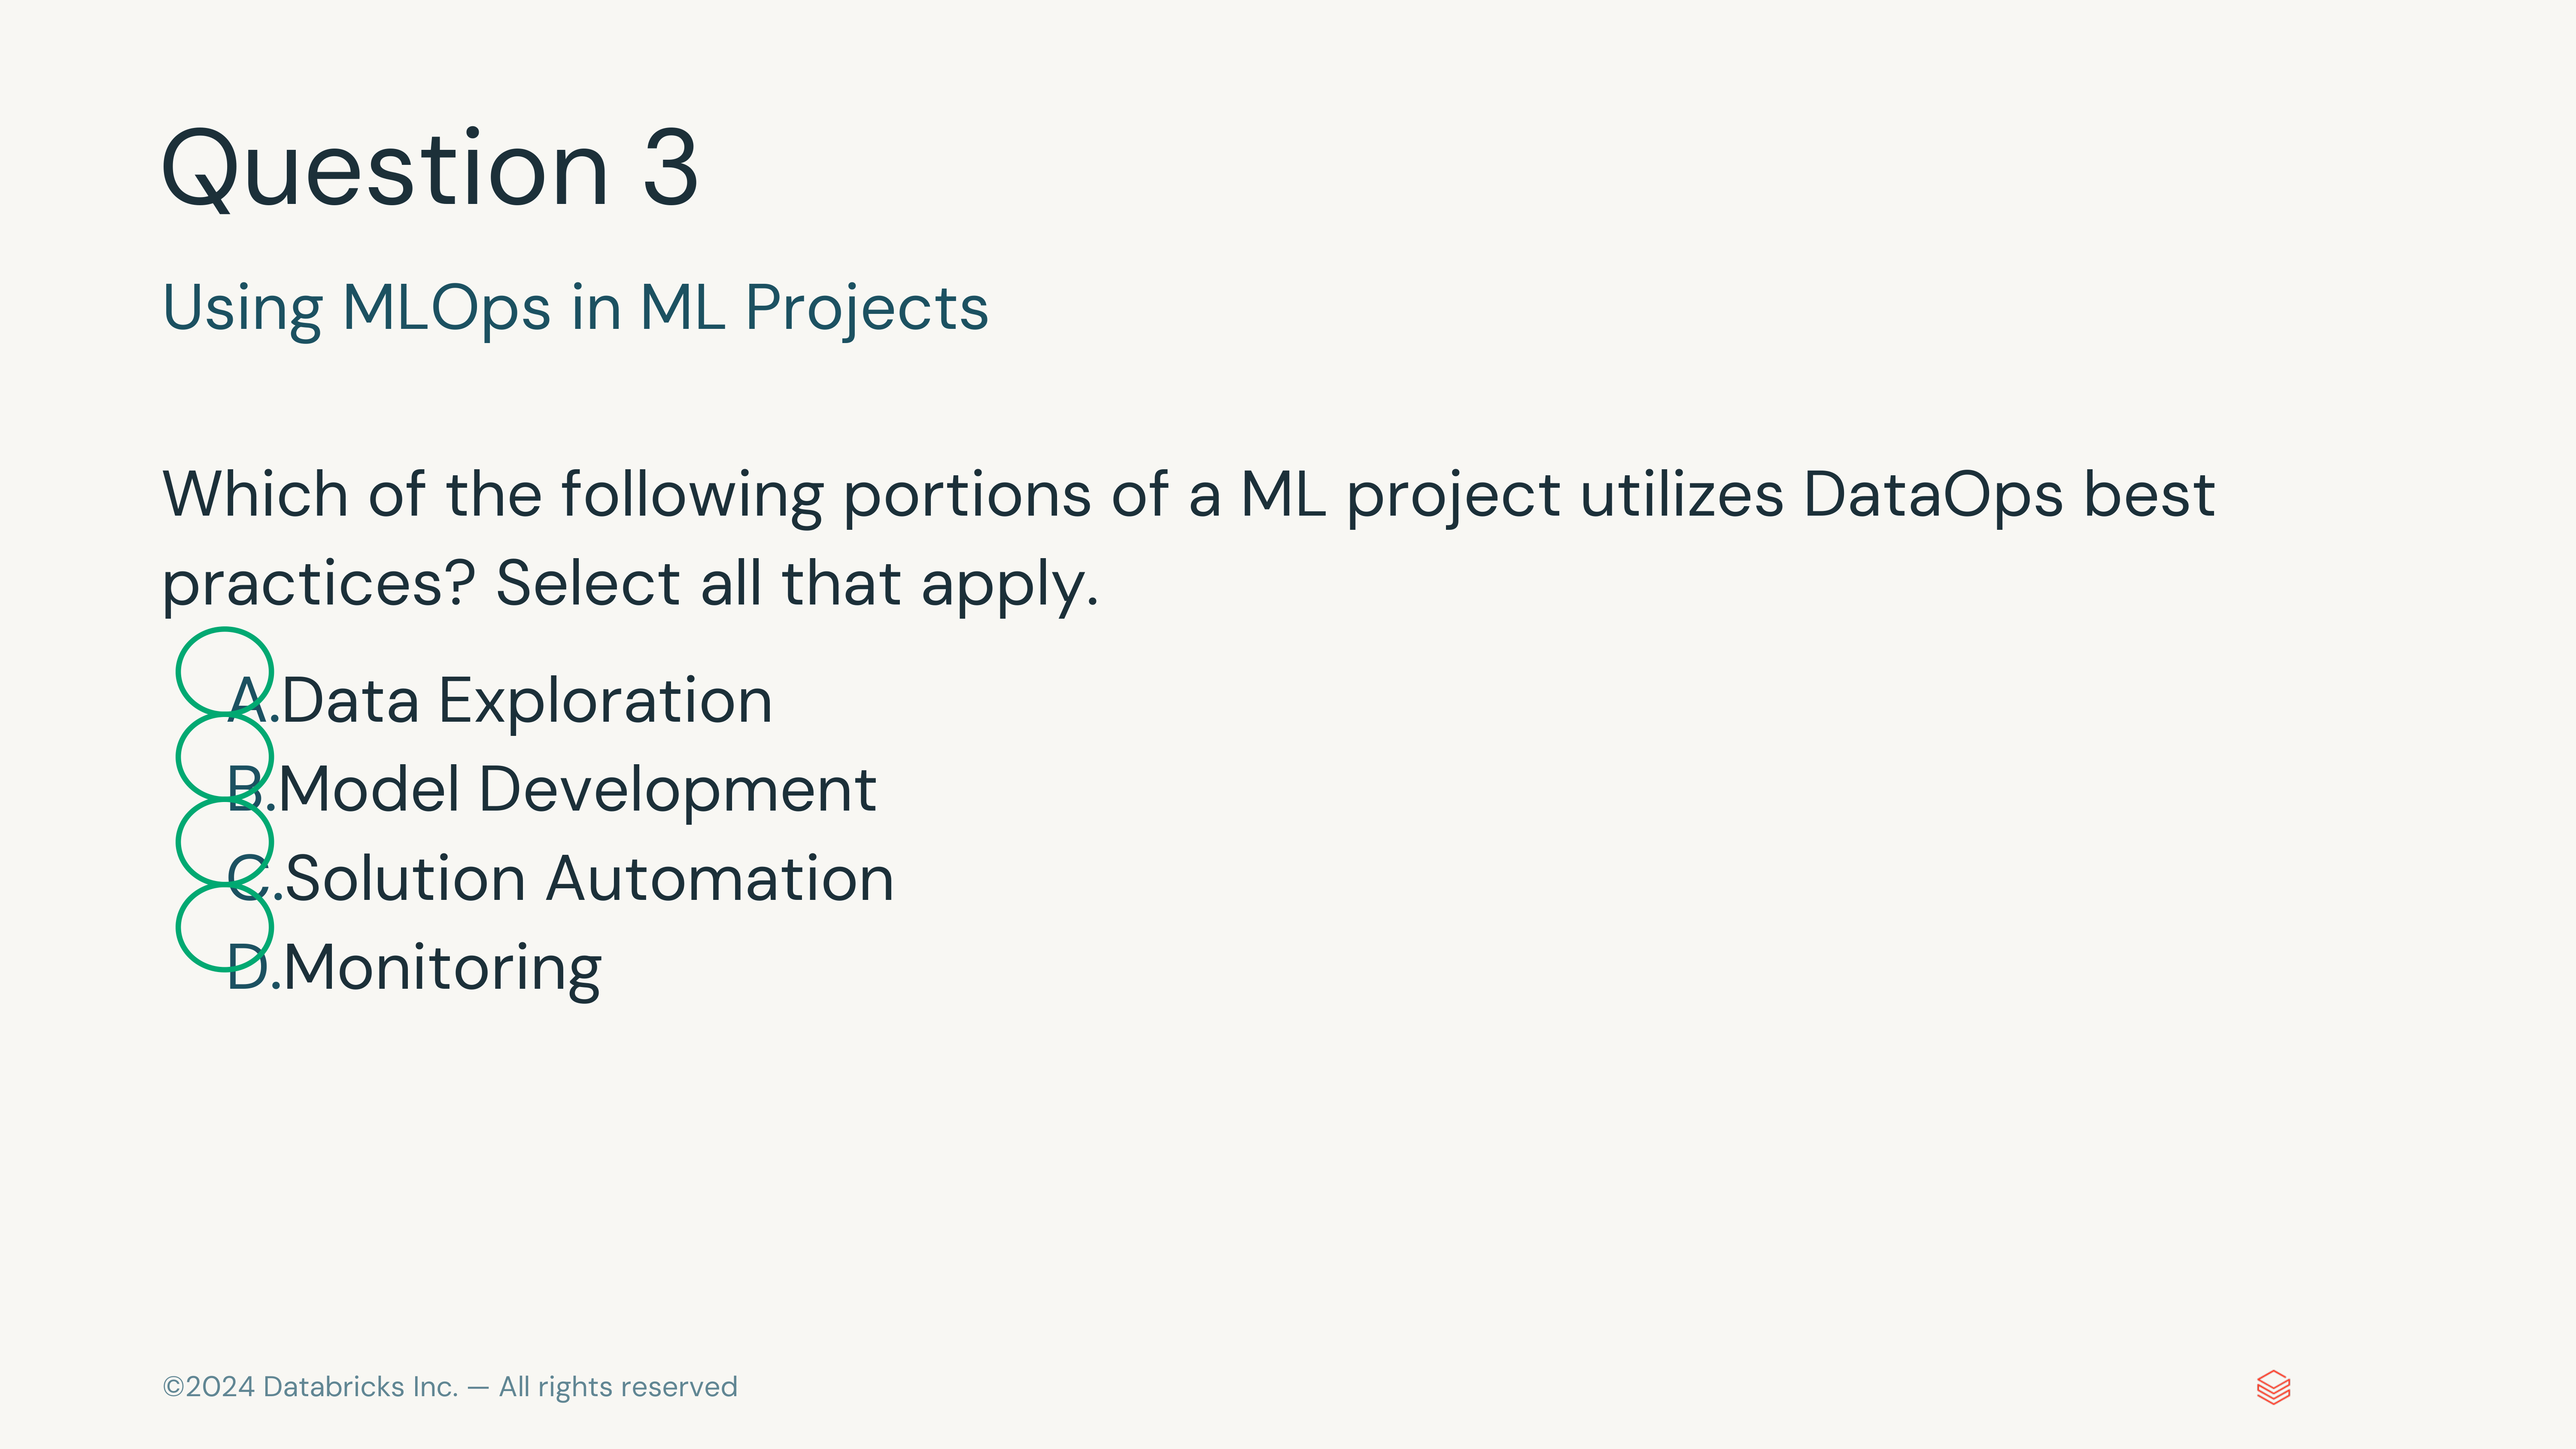 Question 3
Using MLOps in ML Projects
Which of the following portions of a ML project utilizes DataOps best
practices? Select all that apply.
A.Data Exploration
B.Model Development
C.Solution Automation
D.Monitoring
©2024 Databricks Inc. — All rights reserved